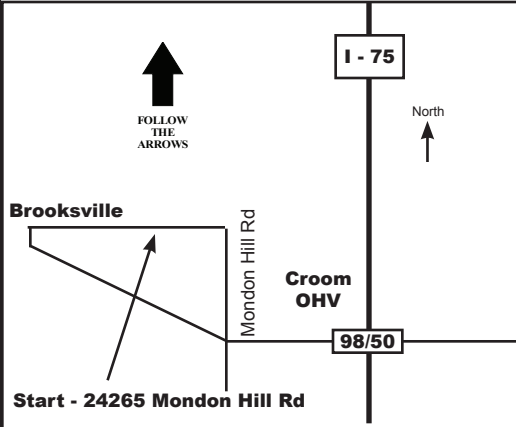 I - 75
FOLLOW
THE
ARROWS
North
Brooksville
Mondon Hill Rd
Croom
OHV
98/50
Start - 24265 Mondon Hill Rd